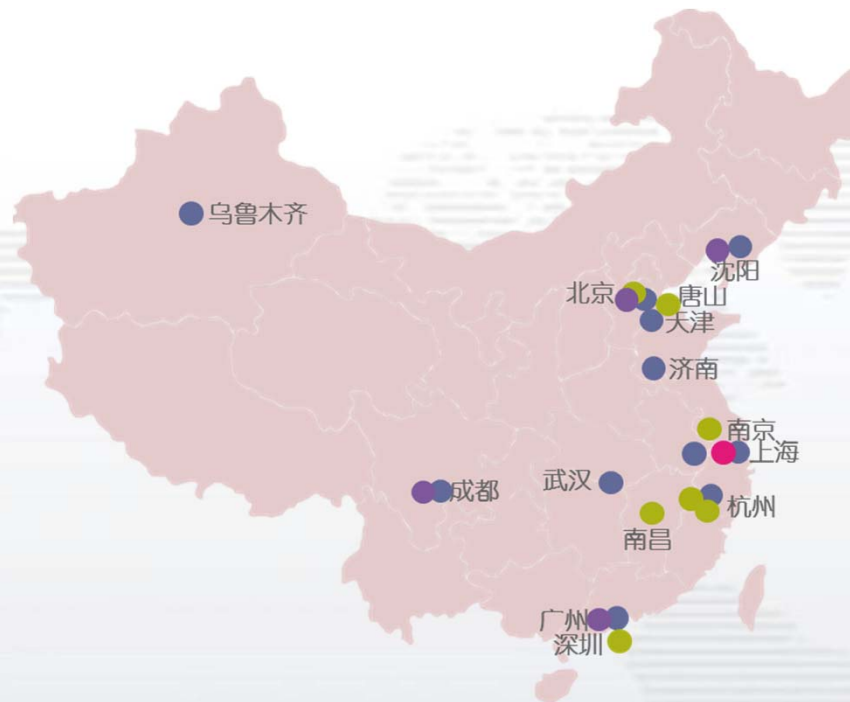 乌鲁木齐
沈阳
北京
唐山
天津
济南
南京
上海
武汉
成都
杭州
南昌
广州
深圳